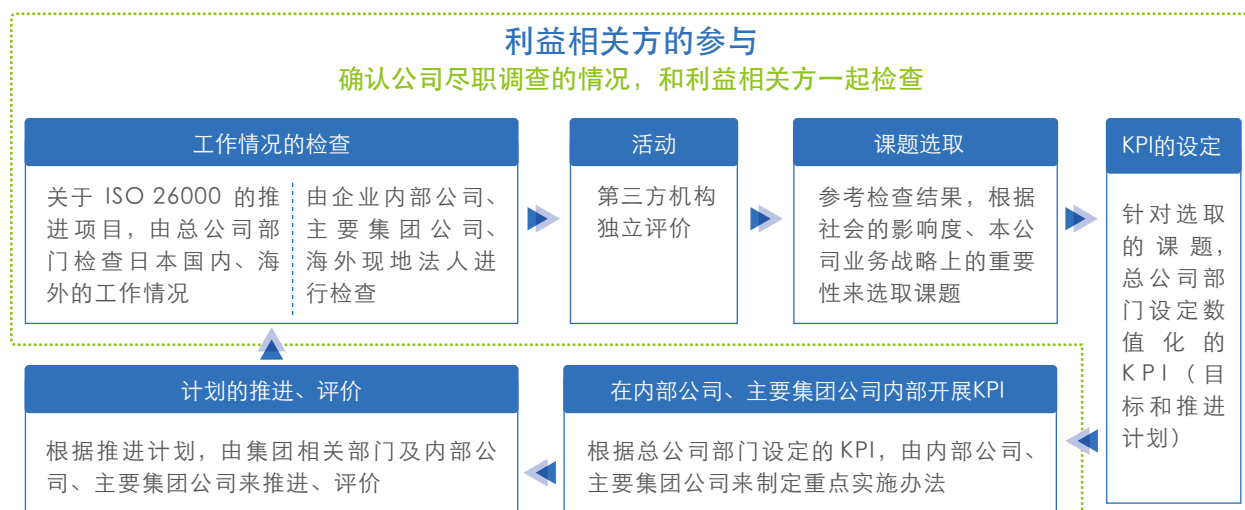 利益相关方的参与
确认公司尽职调查的情况，和利益相关方一起检查
工作情况的检查
关于 ISO 26000 的推
进项目，由总公司部
门检查日本国内、海
外的工作情况
由企业内部公司、
主要集团公司、
海外现地法人进
行检查
活动
第三方机构
独立评价
课题选取
参考检查结果，根据
社会的影响度、本公
司业务战略上的重要
性来选取课题
KPI的设定
针对选取
的课题，
总公司部
门设定数
值化的
KPI（目
标和推进
计划）
在内部公司、主要集团公司内部开展KPI
根据总公司部门设定的KPI，由内部公司、
主要集团公司来制定重点实施办法
计划的推进、评价
根据推进计划，由集团相关部门及内部公
司、主要集团公司来推进、评价